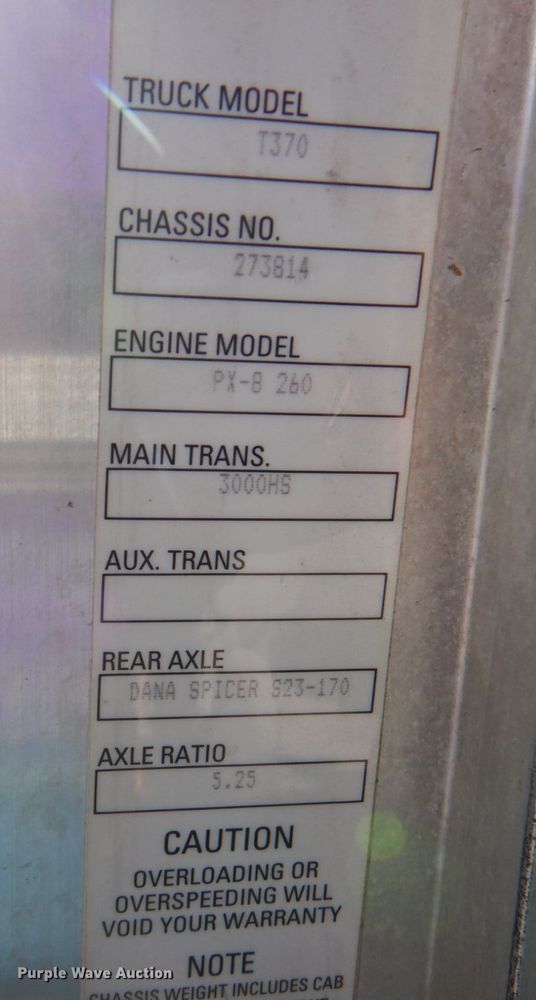 TRUCK MODEL
T370
CHASSIS NO.
273814
ENGINE MODEL
PX-8 260
MAIN TRANS.
3000HS
AUX. TRANS
REAR AXLE
DANA SPICER S23-170
AXLE RATIO
5.25
CAUTION
OVERLOADING OR
OVERSPEEDING WILL
VOID YOUR WARRANTY
NOTE
CHASSIS WEIGHT INCLUDES CAB
Purple Wave Auction